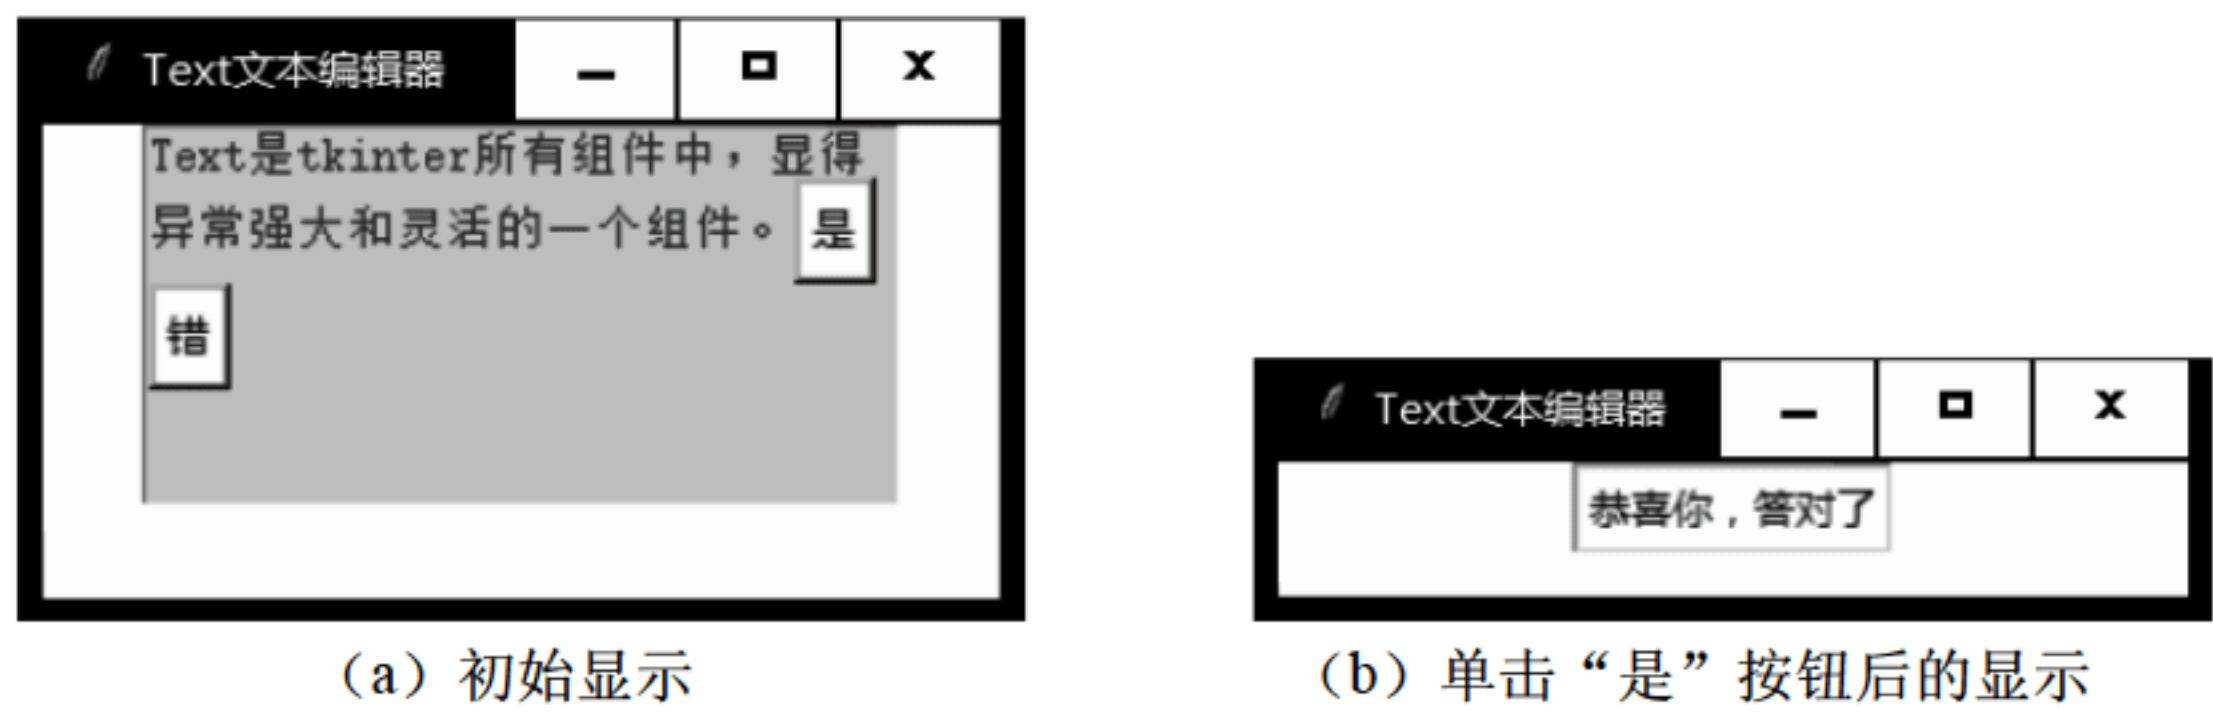 Text文本编辑器
Text是tkinter所有组件中，显得
异常强大和灵活的一个组件。 是
错
（a）初始显示
Text文本编辑器
恭喜你，答对了
（b）单击“是”按钮后的显示